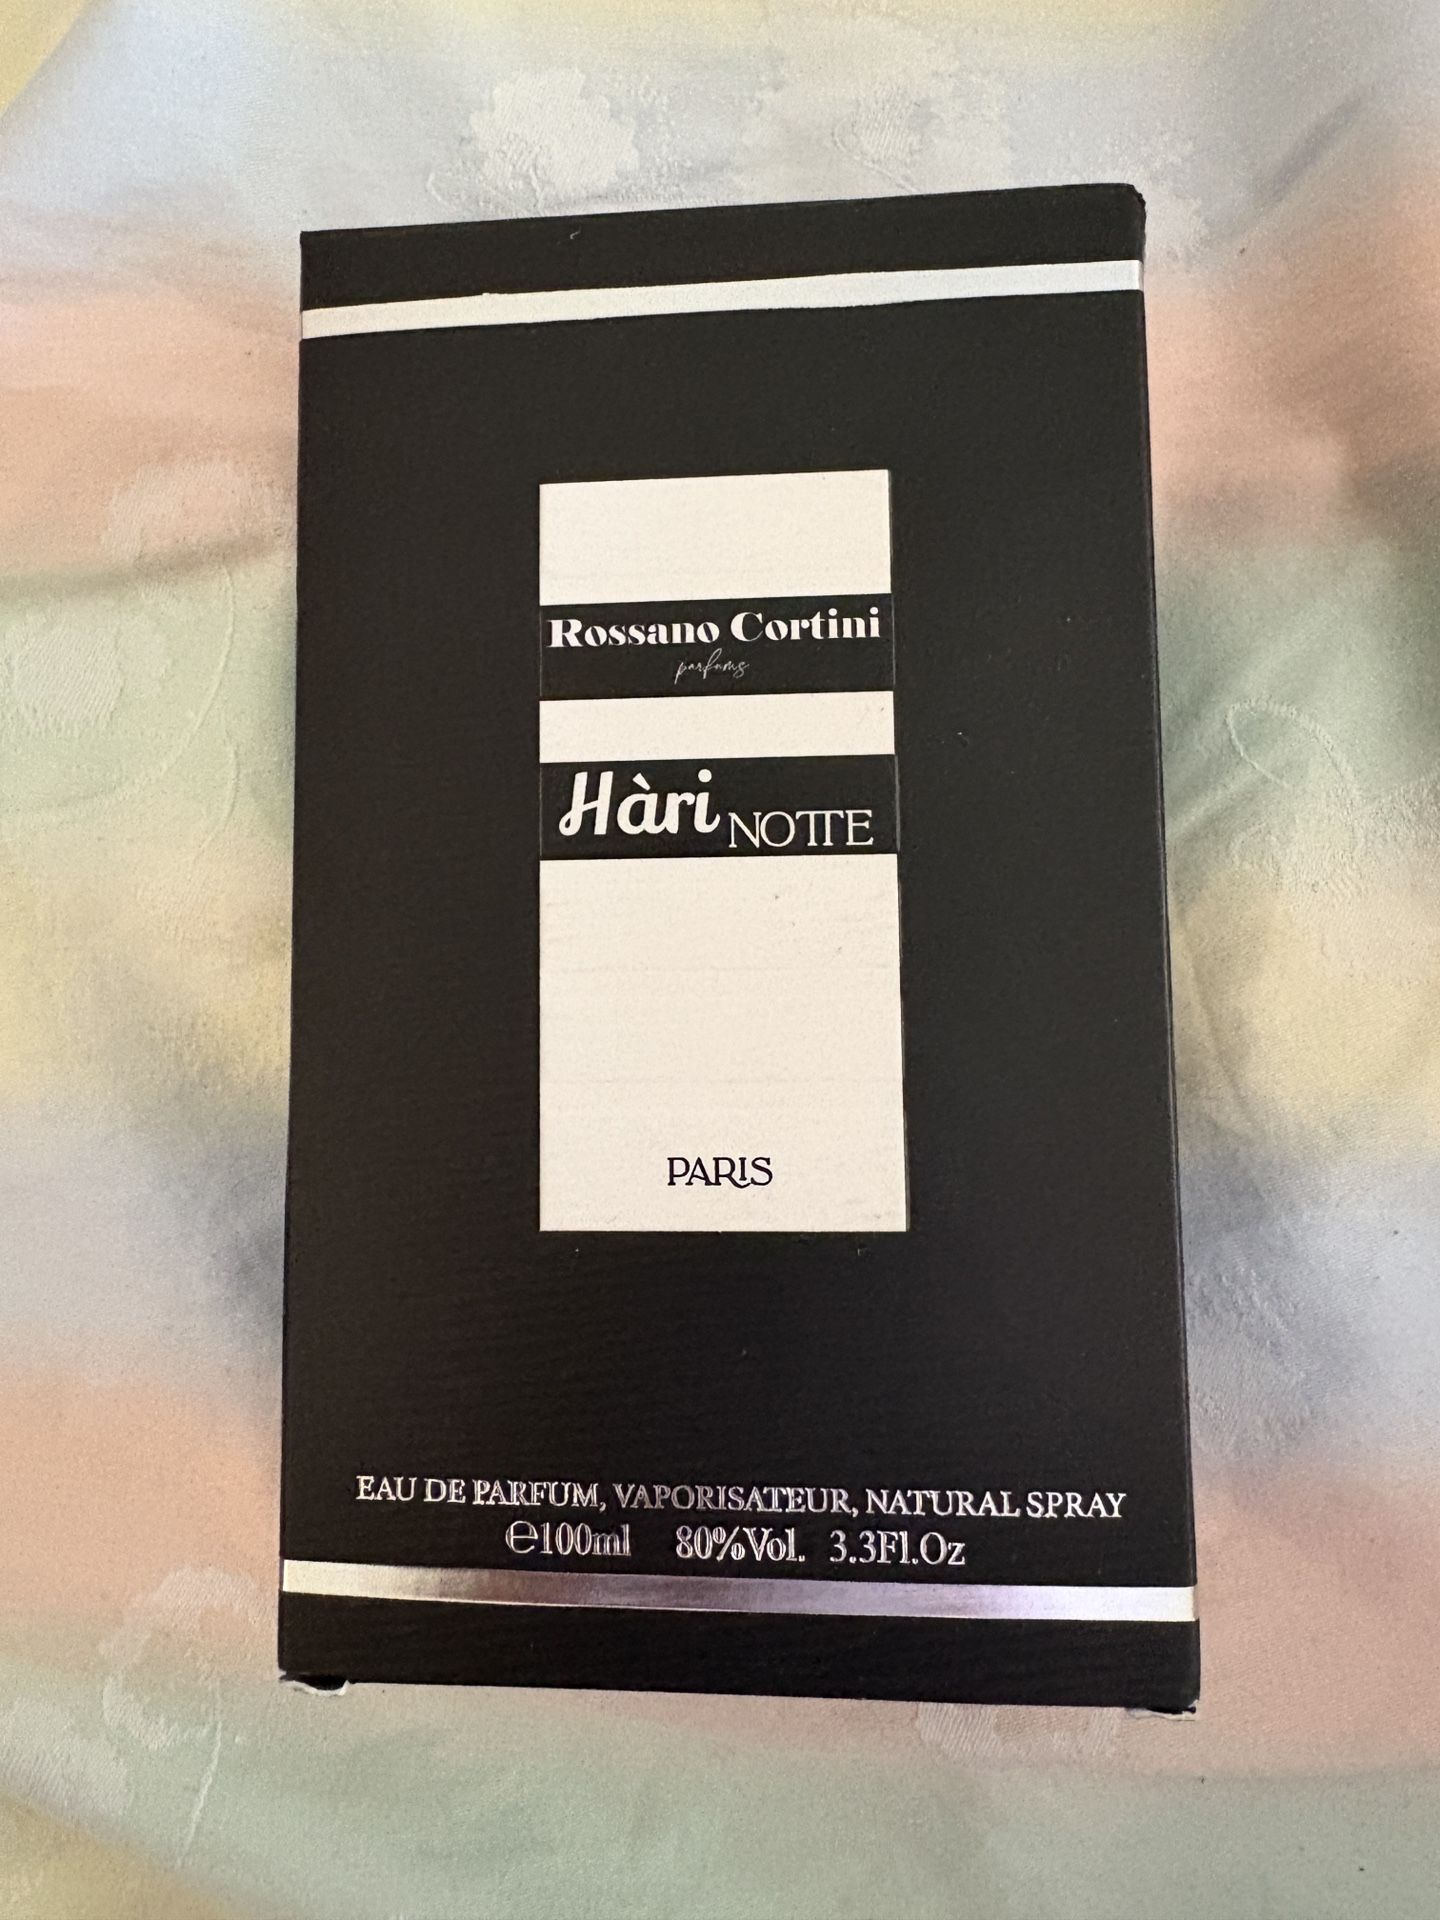 Rossano Cortini
parfums
Hàri NOTTE
PARIS
EAU DE PARFUM, VAPORISATEUR, NATURAL SPRAY
℮100ml 80%Vol. 3.3Fl.Oz